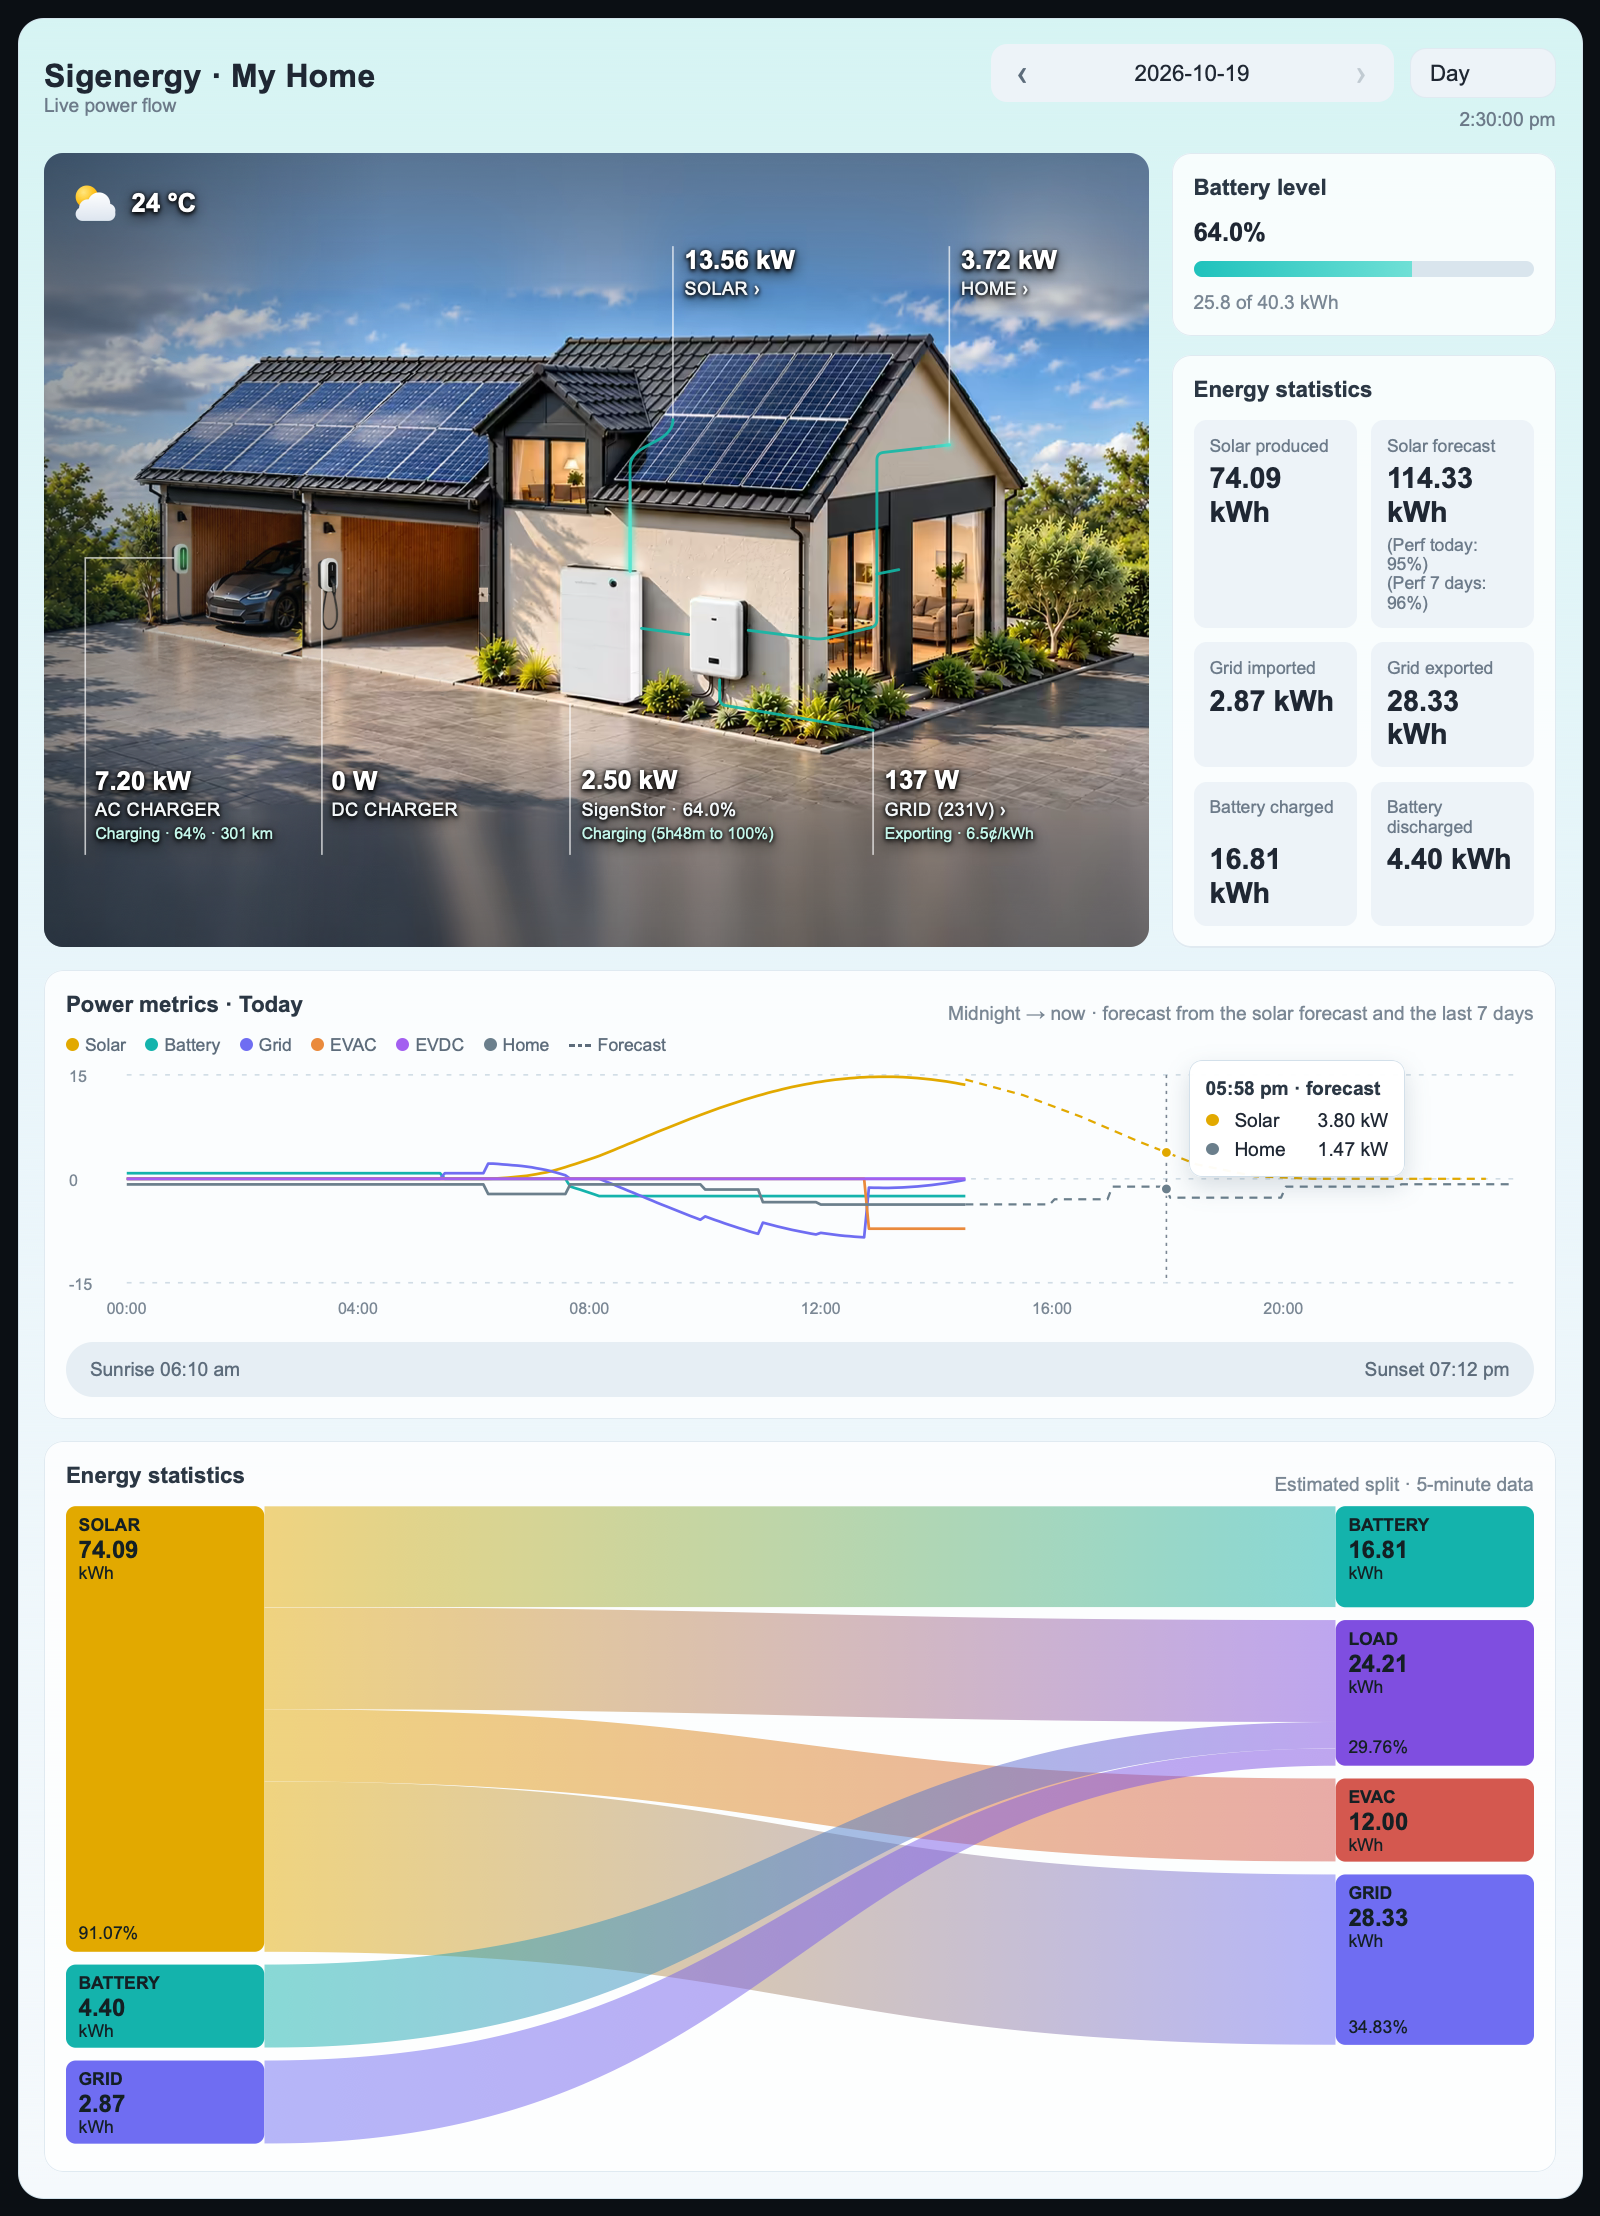 Sigenergy · My Home
Live power flow
‹ 2026-10-19 ›
Day
2:30:00 pm
24 °C
13.56 kW
SOLAR ›
3.72 kW
HOME ›
7.20 kW
AC CHARGER
Charging · 64% · 301 km
0 W
DC CHARGER
2.50 kW
SigenStor · 64.0%
Charging (5h48m to 100%)
137 W
GRID (231V) ›
Exporting · 6.5¢/kWh
Battery level
64.0%
25.8 of 40.3 kWh
Energy statistics
Solar produced
74.09
kWh
Solar forecast
114.33
kWh
(Perf today:
95%)
(Perf 7 days:
96%)
Grid imported
2.87 kWh
Grid exported
28.33
kWh
Battery charged
16.81
kWh
Battery
discharged
4.40 kWh
Power metrics · Today
Midnight → now · forecast from the solar forecast and the last 7 days
Solar Battery Grid EVAC EVDC Home Forecast
15
0
-15
05:58 pm · forecast
Solar 3.80 kW
Home 1.47 kW
00:00 04:00 08:00 12:00 16:00 20:00
Sunrise 06:10 am
Sunset 07:12 pm
Energy statistics
Estimated split · 5-minute data
SOLAR
74.09
kWh
91.07%
BATTERY
4.40
kWh
GRID
2.87
kWh
BATTERY
16.81
kWh
LOAD
24.21
kWh
29.76%
EVAC
12.00
kWh
GRID
28.33
kWh
34.83%